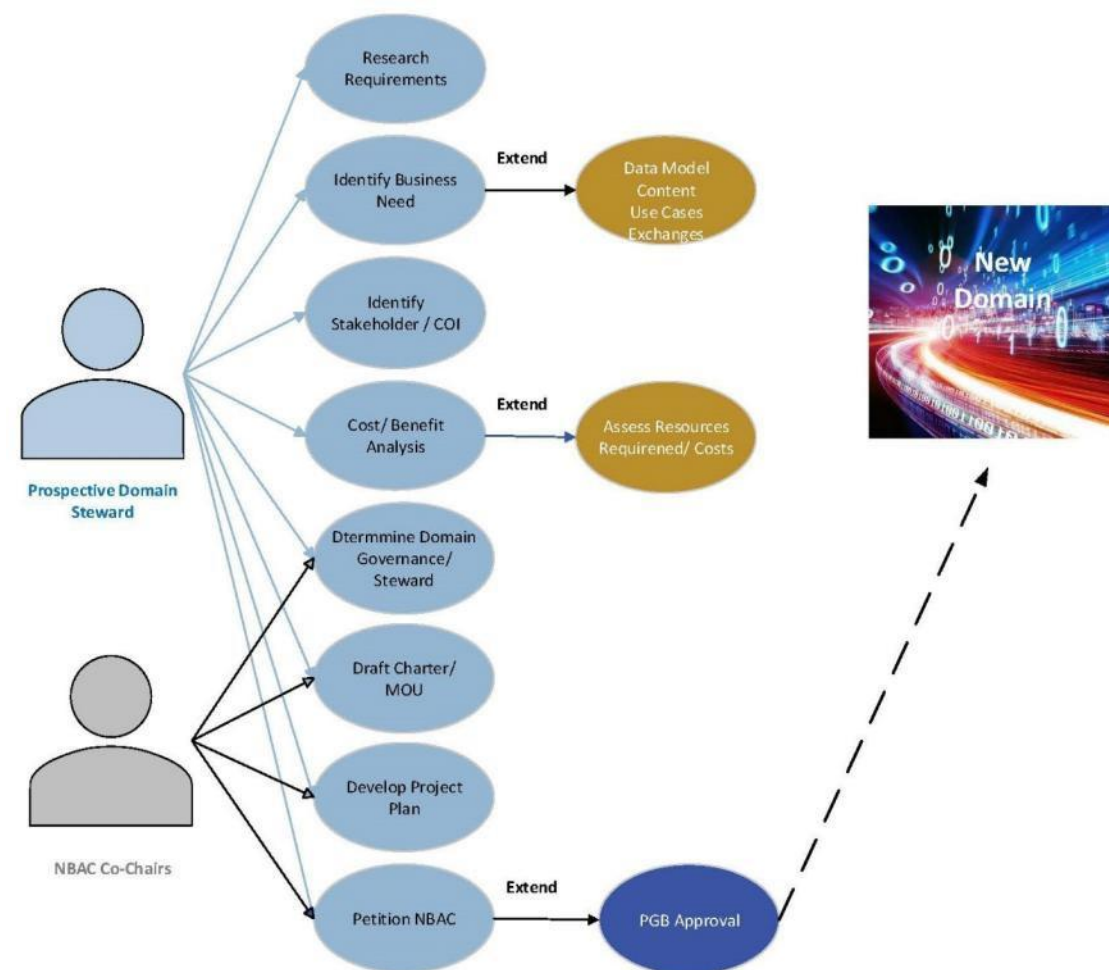 Research
Requirements
Identify Business
Need
Extend
Data Model
Content
Use Cases
Exchanges
New
Domain
Identify
Stakeholder / COI
Cost/ Benefit
Analysis
Extend
Assess Resources
Requirened/ Costs
Prospective Domain
Steward
Dtermmine Domain
Governance/
Steward
Draft Charter/
MOU
Develop Project
Plan
NBAC Co-Chairs
Petition NBAC
Extend
PGB Approval